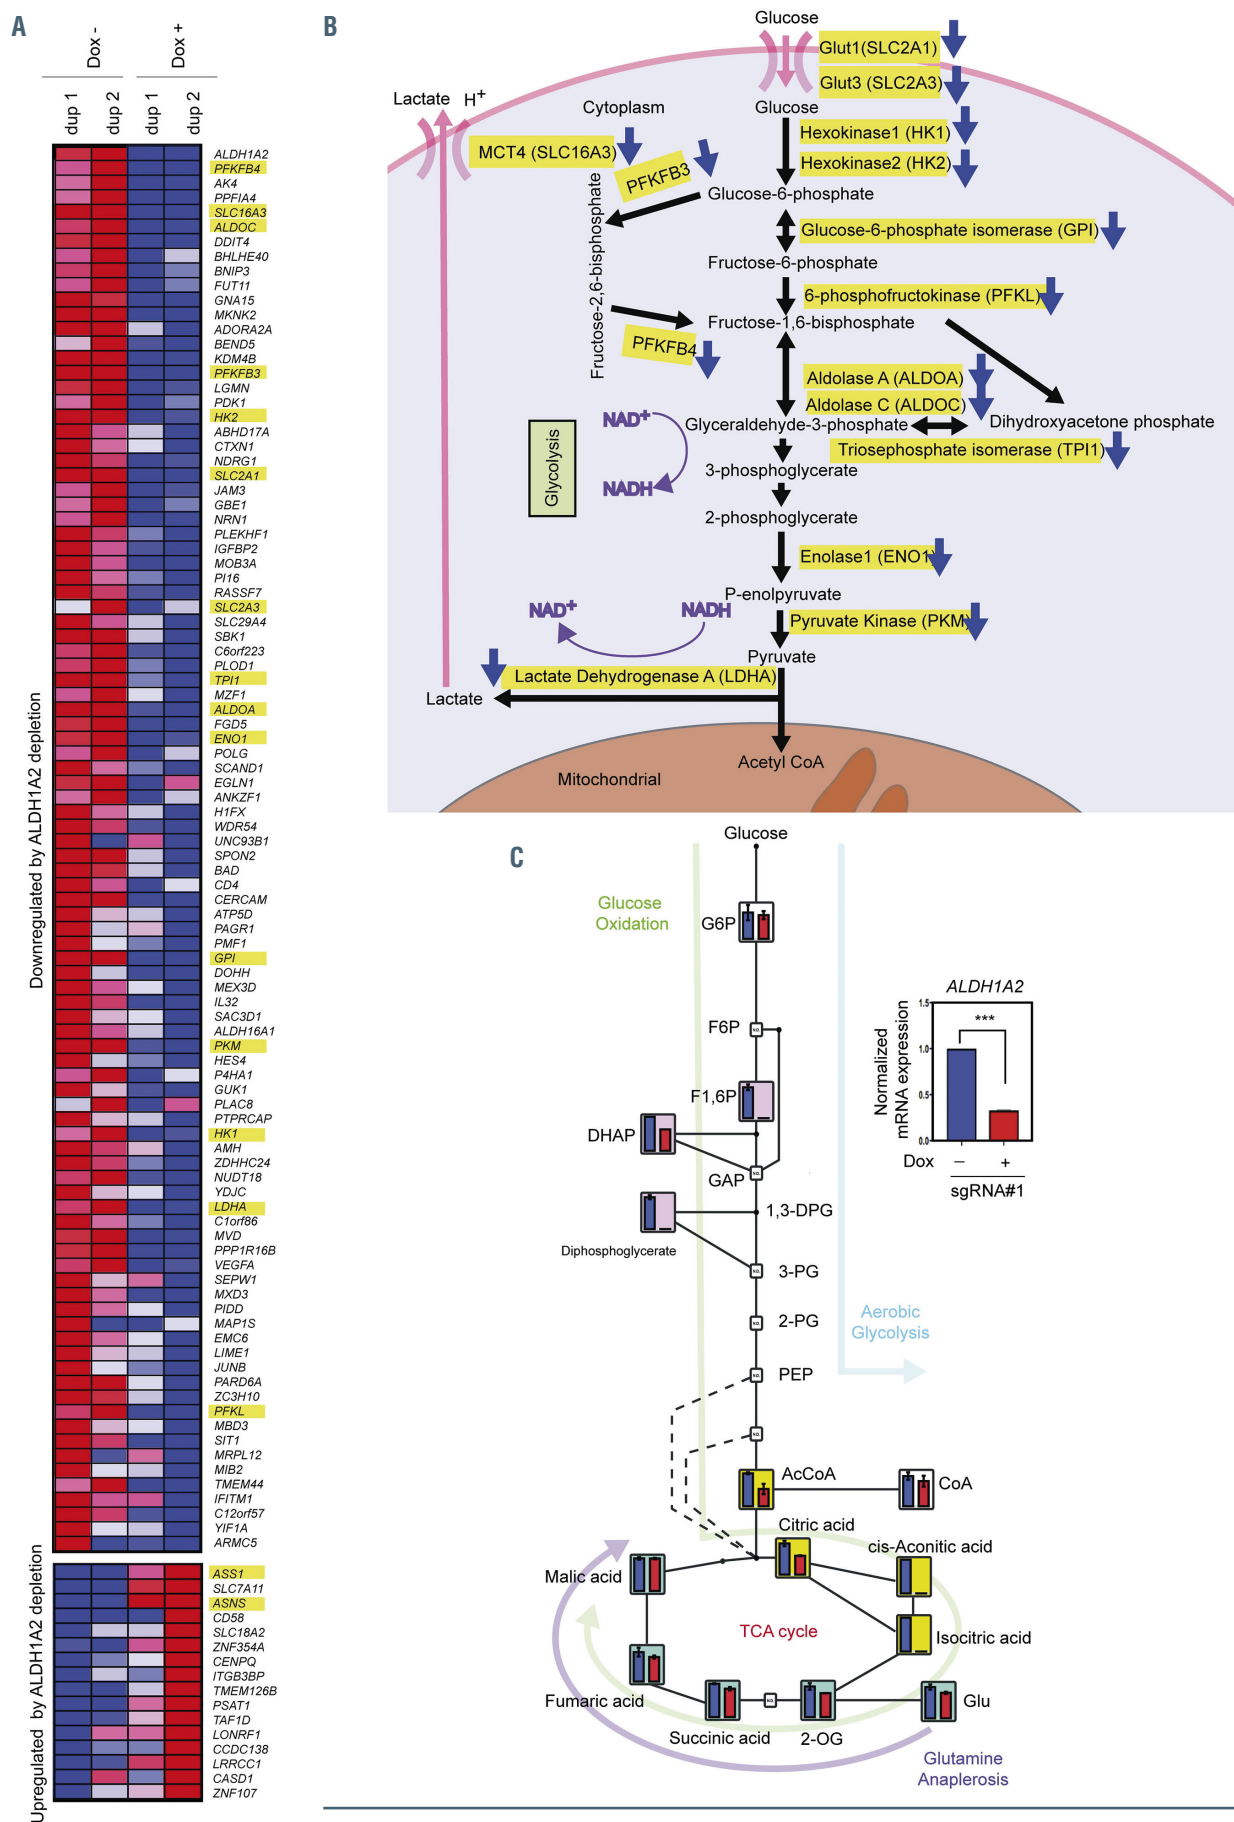 A
Dox -
Dox +
dup 1
dup 2
dup 1
dup 2
Downregulated by ALDH1A2 depletion
ALDH1A2
PFKFB4
AK4
PPFIA4
SLC16A3
ALDOC
DDIT4
BHLHE40
BNIP3
FUT11
GNA15
MKNK2
ADORA2A
BEND5
KDM4B
PFKFB3
LGMN
PDK1
HK2
ABHD17A
CTXN1
NDRG1
SLC2A1
JAM3
GBE1
NRN1
PLEKHF1
IGFBP2
MOB3A
PI16
RASSF7
SLC2A3
SLC29A4
SBK1
C6orf223
PLOD1
TPI1
MZF1
ALDOA
FGD5
ENO1
POLG
SCAND1
EGLN1
ANKZF1
H1FX
WDR54
UNC93B1
SPON2
BAD
CD4
CERCAM
ATP5D
PAGR1
PMF1
GPI
DOHH
MEX3D
IL32
SAC3D1
ALDH16A1
PKM
HES4
P4HA1
GUK1
PLAC8
PTPRCAP
HK1
AMH
ZDHHC24
NUDT18
YDJC
LDHA
C1orf86
MVD
PPP1R16B
VEGFA
SEPW1
MXD3
PIDD
MAP1S
EMC6
LIME1
JUNB
PARD6A
ZC3H10
PFKL
MBD3
SIT1
MRPL12
MIB2
TMEM44
IFITM1
C12orf57
YIF1A
ARMC5
Upregulated by ALDH1A2 depletion
ASS1
SLC7A11
ASNS
CD58
SLC18A2
ZNF354A
CENPQ
ITGB3BP
TMEM126B
PSAT1
TAF1D
LONRF1
CCDC138
LRRCC1
CASD1
ZNF107
B
Glucose
Glut1(SLC2A1)
Glut3 (SLC2A3)
Lactate
H+
Cytoplasm
Glucose
Hexokinase1 (HK1)
MCT4 (SLC16A3)
Hexokinase2 (HK2)
PFKFB3
Glucose-6-phosphate
Fructose-2,6-bisphosphate
Glucose-6-phosphate isomerase (GPI)
Fructose-6-phosphate
6-phosphofructokinase (PFKL)
Fructose-1,6-bisphosphate
PFKFB4
Aldolase A (ALDOA)
Aldolase C (ALDOC)
NAD+
Glyceraldehyde-3-phosphate
Dihydroxyacetone phosphate
Triosephosphate isomerase (TPI1)
Glycolysis
3-phosphoglycerate
NADH
2-phosphoglycerate
Enolase1 (ENO1)
P-enolpyruvate
NAD+
NADH
Pyruvate Kinase (PKM)
Pyruvate
Lactate Dehydrogenase A (LDHA)
Lactate
Acetyl CoA
Mitochondrial
C
Glucose
Glucose
Oxidation
G6P
F6P
N.D.
F1,6P
DHAP
GAP
N.D.
1,3-DPG
Diphosphoglycerate
3-PG
N.D.
2-PG
N.D.
Aerobic
Glycolysis
PEP
N.D.
N.D.
AcCoA
CoA
Citric acid
cis-Aconitic acid
Malic acid
TCA cycle
Isocitric acid
Fumaric acid
N.D.
Glu
Succinic acid
2-OG
Glutamine
Anaplerosis
ALDH1A2
Normalized
mRNA expression
1.5
1.0
0.5
0.0
***
Dox
–
+
sgRNA#1